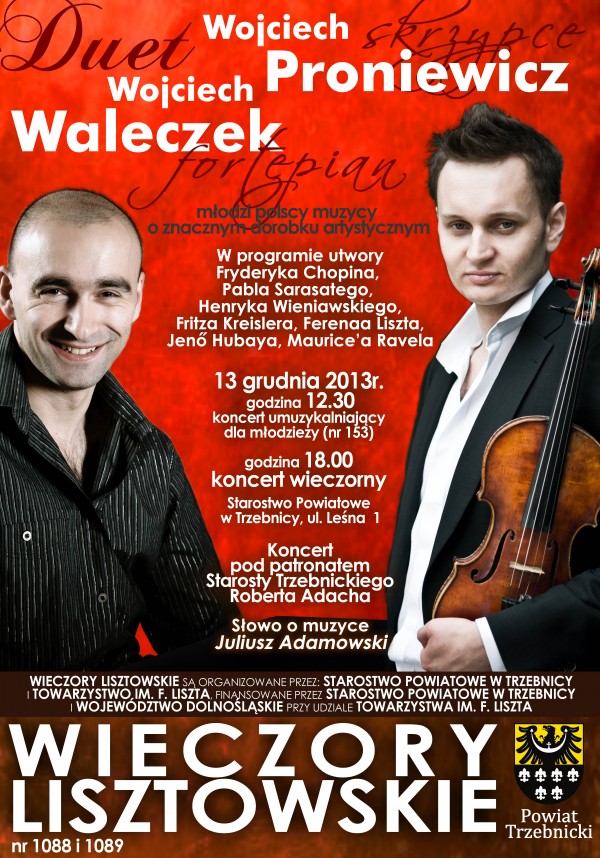 Duet
Wojciech skrzypce
Proniewicz
Wojciech
Waleczek
fortepian
młodzi polscy muzycy
o znacznym dorobku artystycznym
W programie utwory
Fryderyka Chopina,
Pabla Sarasatego,
Henryka Wieniawskiego,
Fritza Kreislera, Ferenaa Liszta,
Jenő Hubaya, Maurice'a Ravela
13 grudnia 2013r.
godzina 12.30
koncert umuzykalniający
dla młodzieży (nr 153)
godzina 18.00
koncert wieczorny
Starostwo Powiatowe
w Trzebnicy, ul. Leśna 1
Koncert
pod patronatem
Starosty Trzebnickiego
Roberta Adacha
Słowo o muzyce
Juliusz Adamowski
WIECZORY LISZTOWSKIE SĄ ORGANIZOWANE PRZEZ: STAROSTWO POWIATOWE W TRZEBNICY
I TOWARZYSTWO IM. F. LISZTA, FINANSOWANE PRZEZ STAROSTWO POWIATOWE W TRZEBNICY
I WOJEWÓDZTWO DOLNOŚLĄSKIE PRZY UDZIALE TOWARZYSTWA IM. F. LISZTA
WIECZORY
LISZTOWSKIE
nr 1088 i 1089
Powiat
Trzebnicki